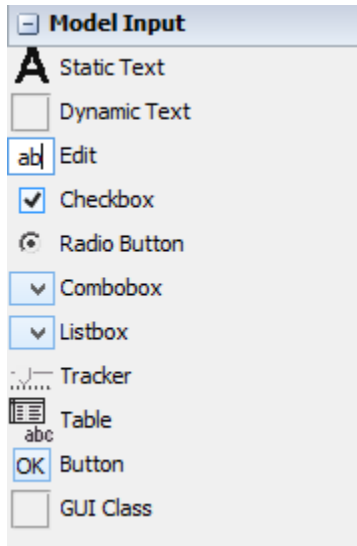 Model Input
A Static Text
Dynamic Text
ab Edit
Checkbox
Radio Button
Combobox
Listbox
Tracker
abc Table
OK Button
GUI Class